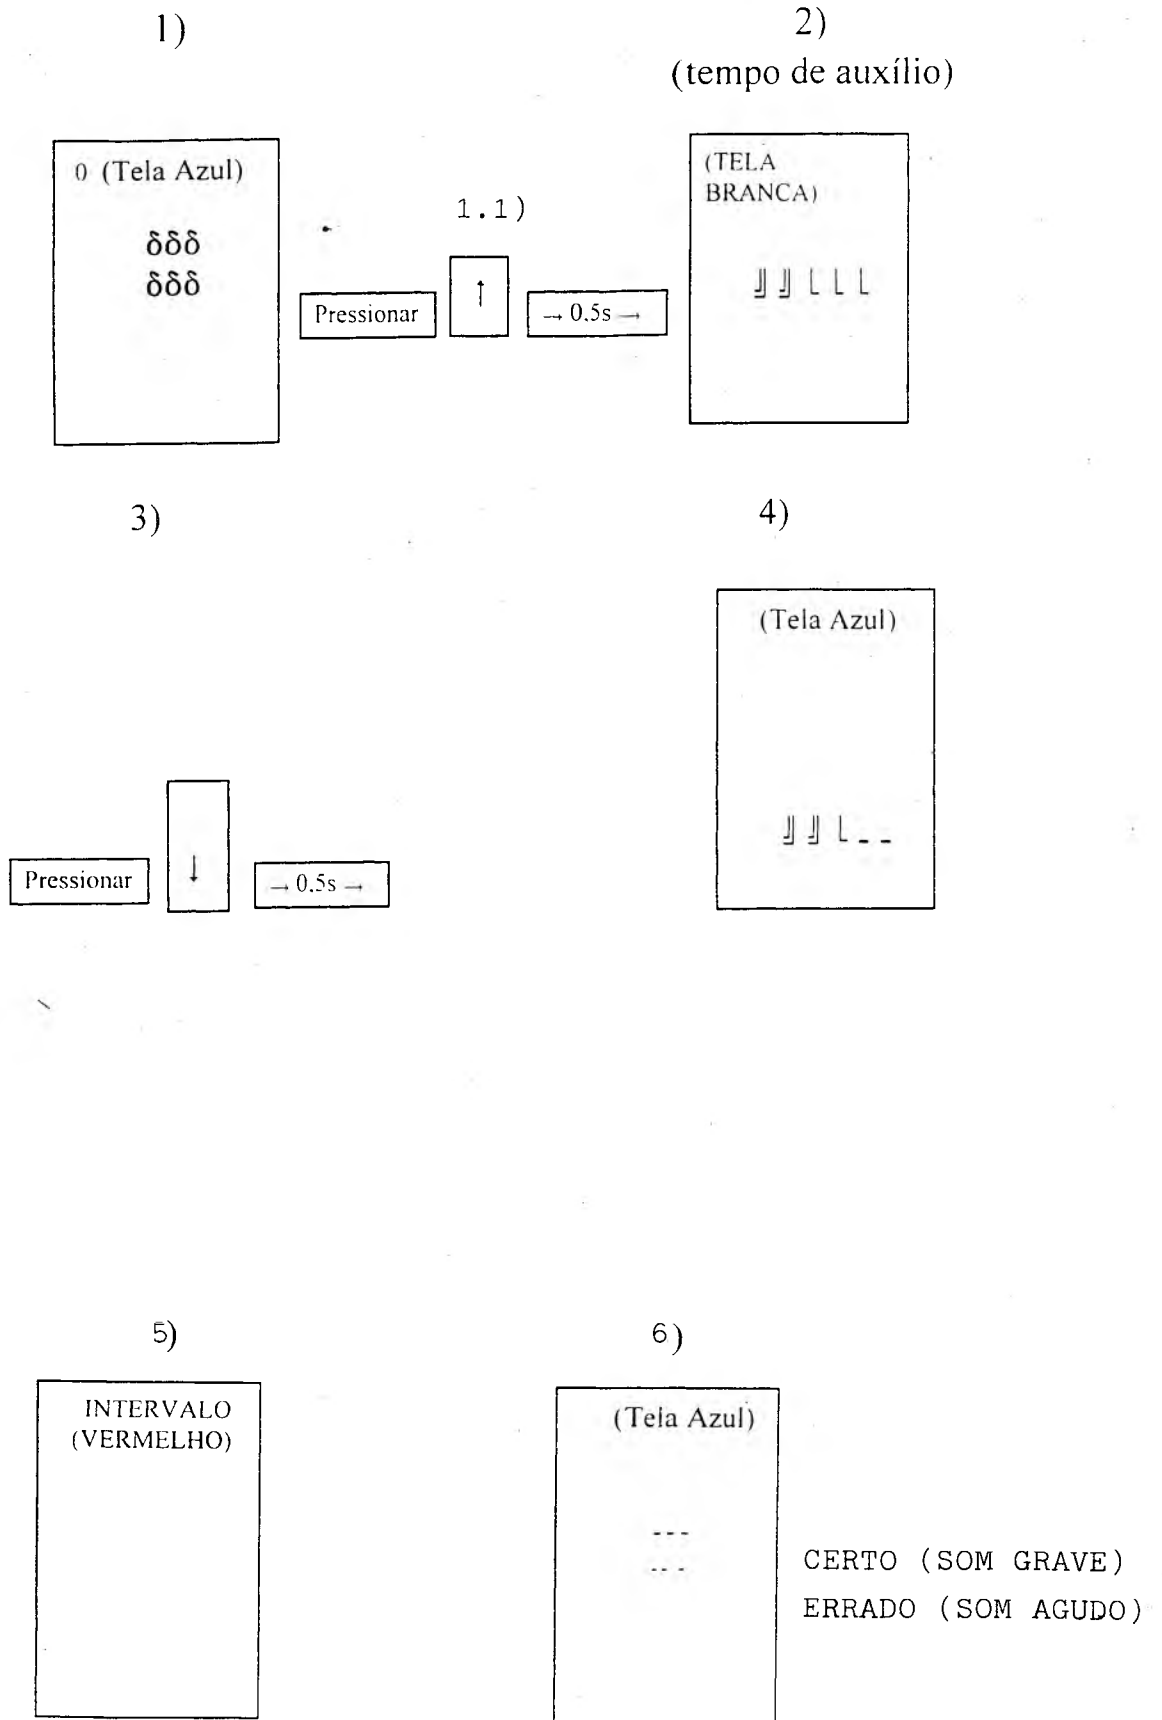 1)
2)
(tempo de auxílio)
0 (Tela Azul)
δδδ
δδδ
1.1)
Pressionar
↑
→ 0.5s →
(TELA
BRANCA)
╝╝⌊⌊⌊
3)
Pressionar
↓
→ 0.5s →
4)
(Tela Azul)
╝╝⌊--
5)
INTERVALO
(VERMELHO)
6)
(Tela Azul)
---
---
CERTO (SOM GRAVE)
ERRADO (SOM AGUDO)